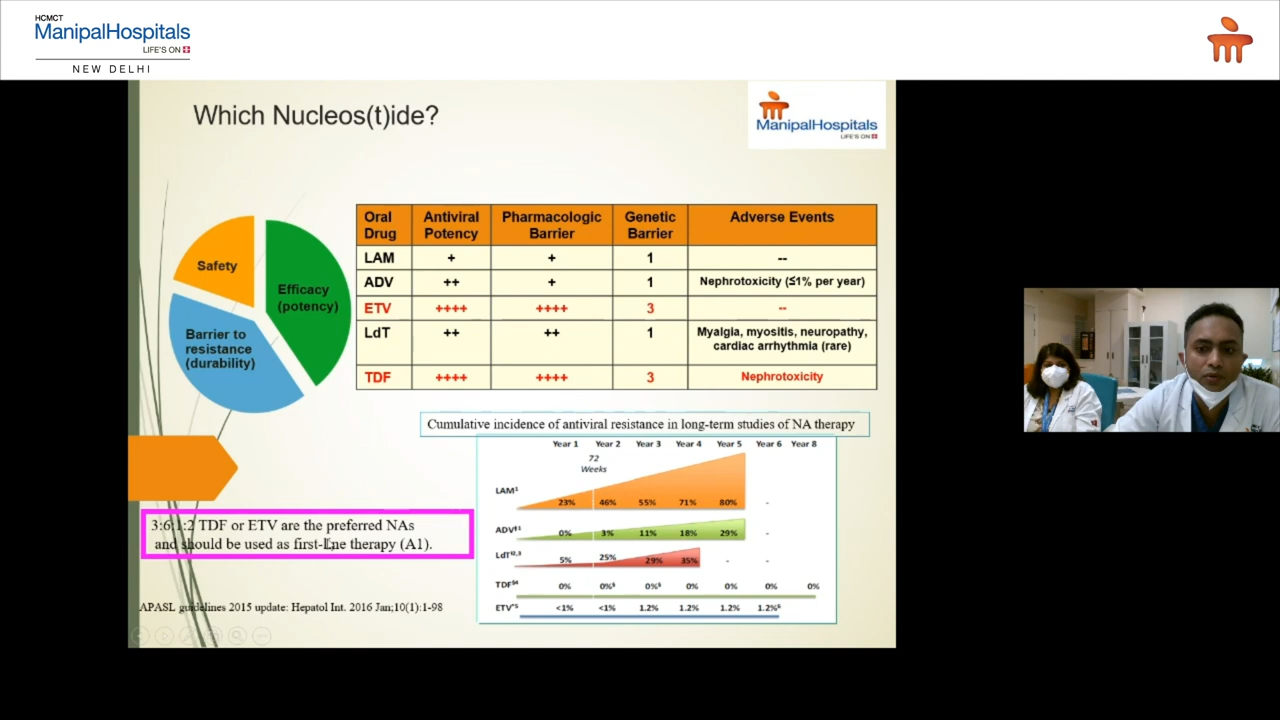 HCMCT
ManipalHospitals
LIFE'S ON
NEW DELHI
Which Nucleos(t)ide?
ManipalHospitals
LIFE'S ON
Safety
Efficacy
(potency)
Barrier to
resistance
(durability)
Oral Drug Antiviral Potency Pharmacologic Barrier Genetic Barrier Adverse Events
LAM + + 1 --
ADV ++ + 1 Nephrotoxicity (≤1% per year)
ETV ++++ ++++ 3 --
LdT ++ ++ 1 Myalgia, myositis, neuropathy,
cardiac arrhythmia (rare)
TDF ++++ ++++ 3 Nephrotoxicity
Cumulative incidence of antiviral resistance in long-term studies of NA therapy
Year 1 Year 2 Year 3 Year 4 Year 5 Year 6 Year 8
72
Weeks
LAM¹ 23% 46% 55% 71% 80% -
ADV 0% 3% 11% 18% 29% -
LdT 5% 25% 29% 35% - -
TDF 0% 0%§ 0%§ 0% 0% 0% 0%
ETV <1% <1% 1.2% 1.2% 1.2% 1.2%
3:6:1:2 TDF or ETV are the preferred NAs
and should be used as first-line therapy (A1).
APASL guidelines 2015 update: Hepatol Int. 2016 Jan;10(1):1-98